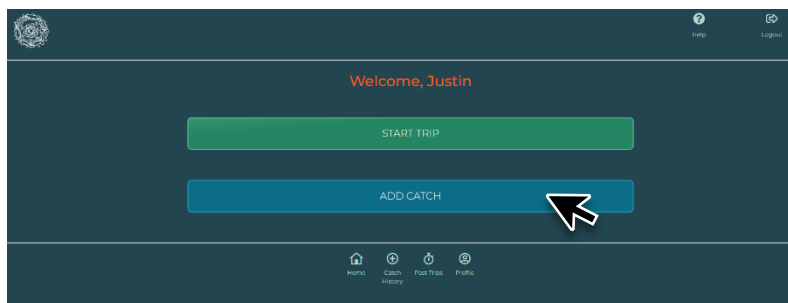 Help
Logout
Welcome, Justin
START TRIP
ADD CATCH
Home
Catch
History
Past Trips
Profile